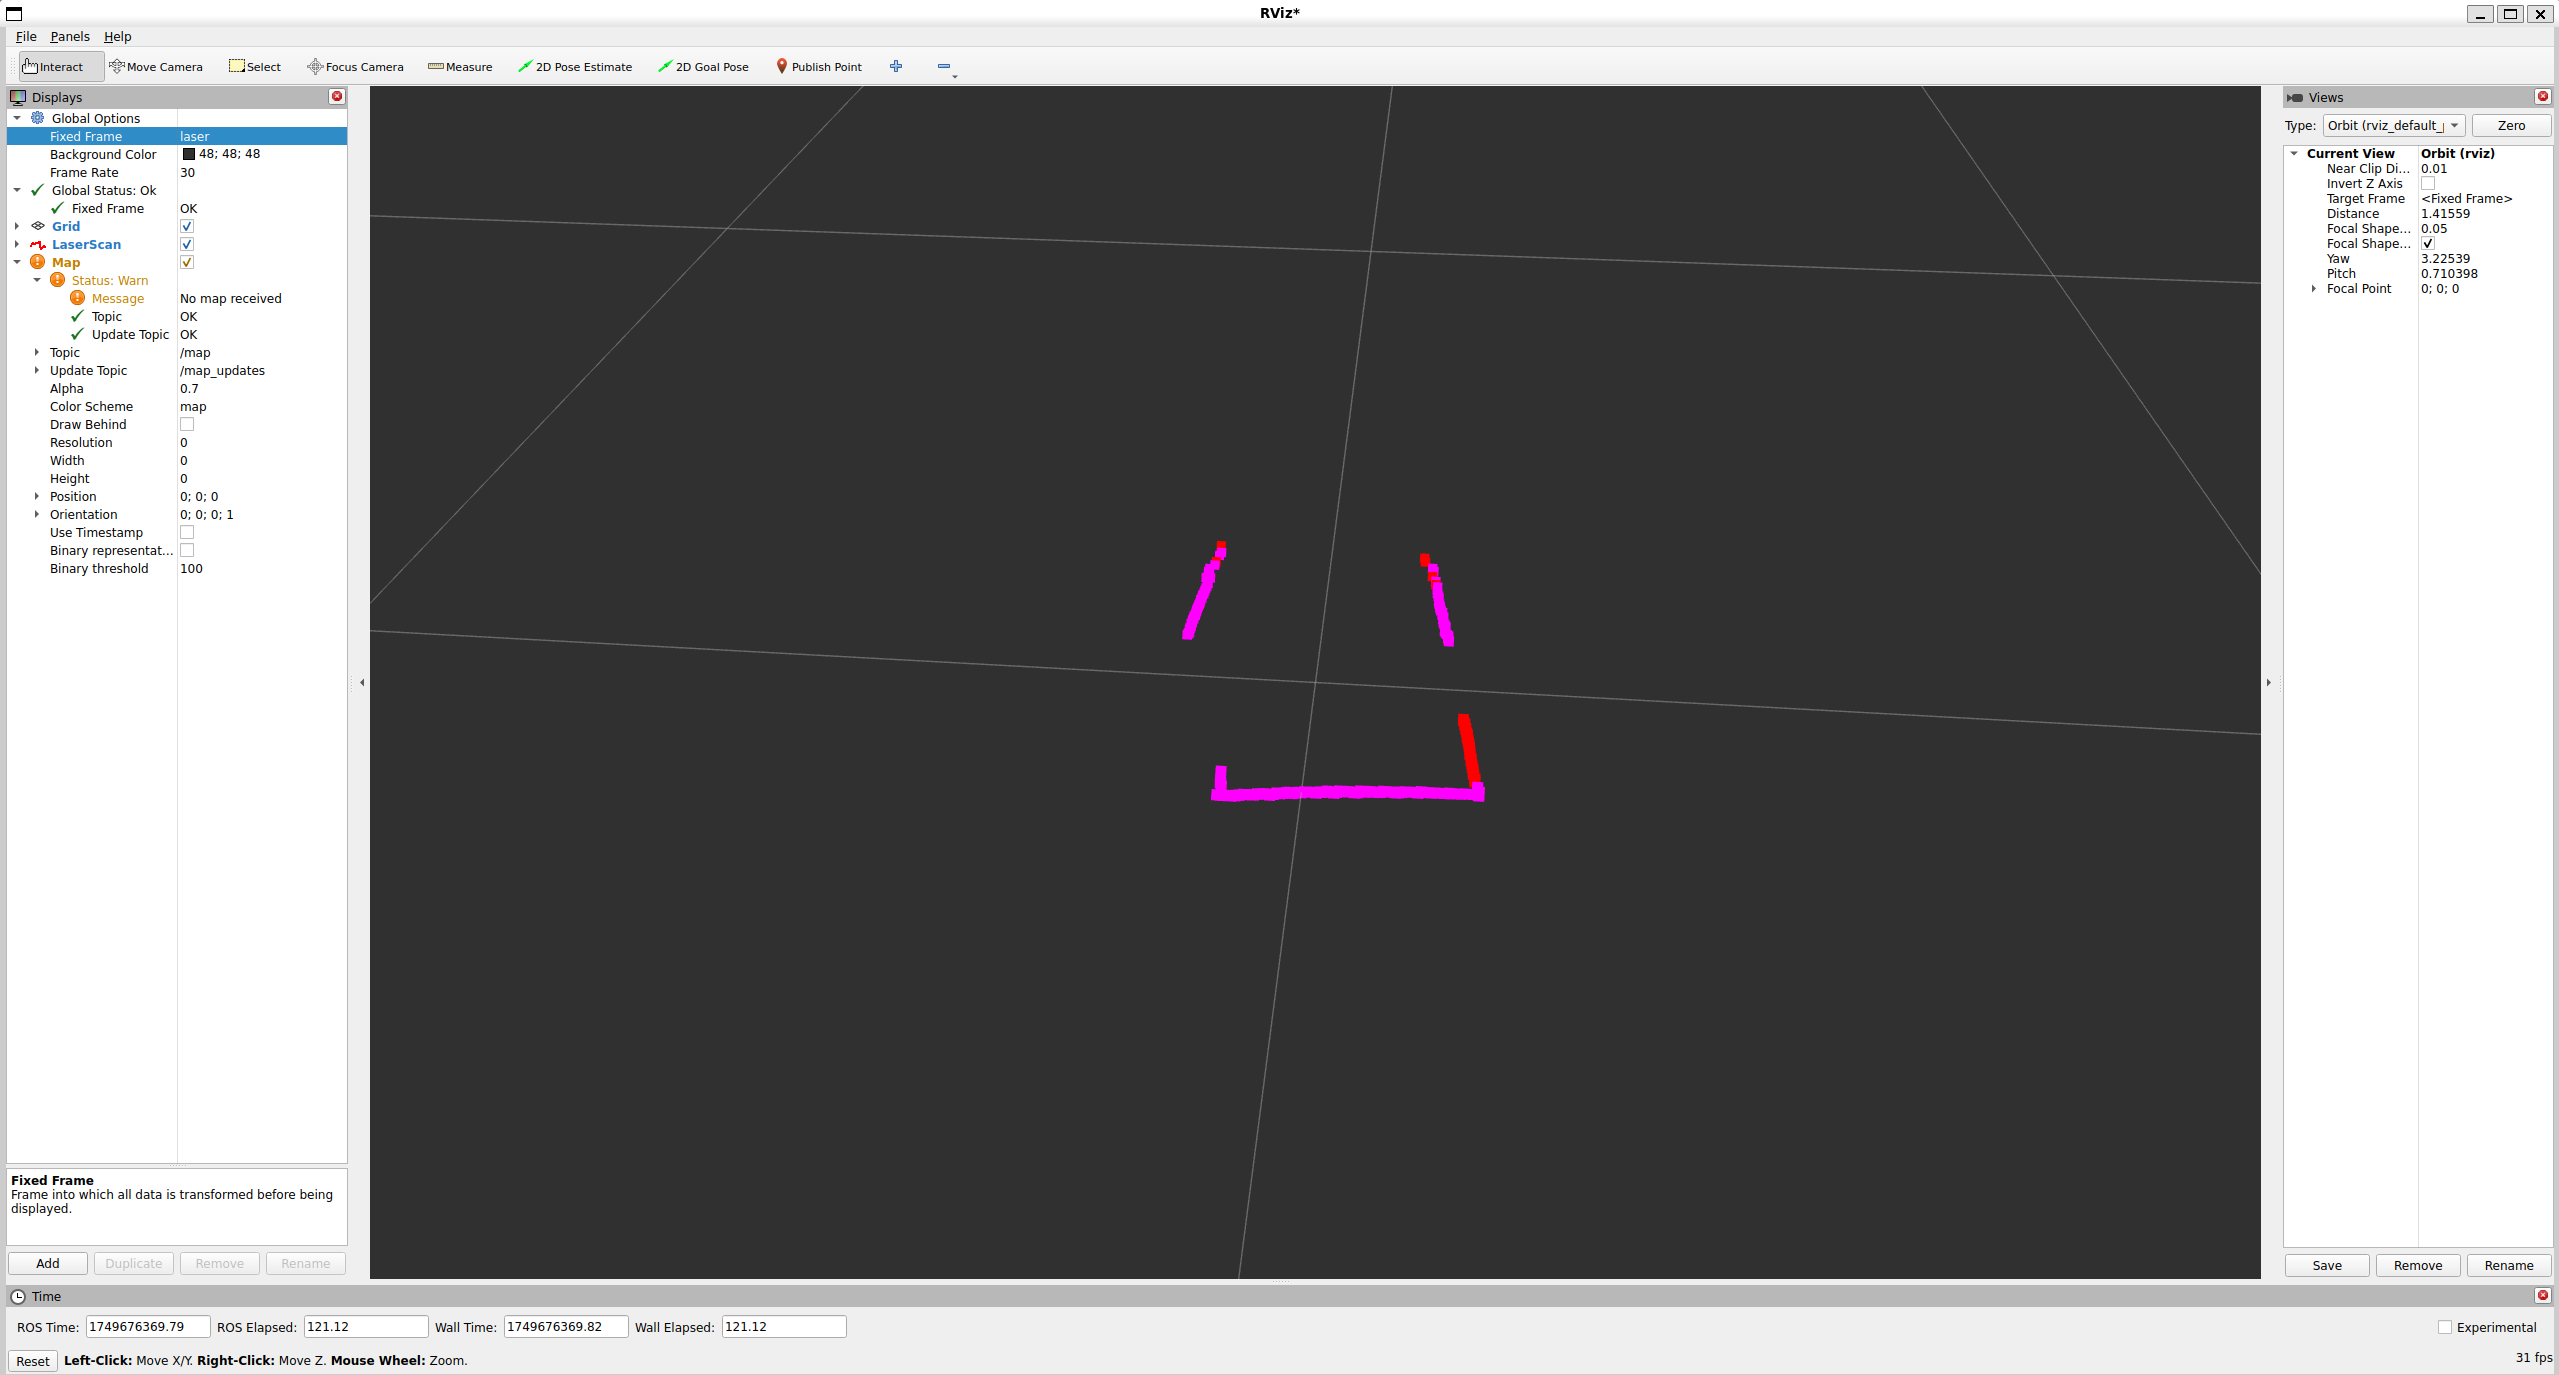 RViz*
File Panels Help
Interact Move Camera Select Focus Camera Measure 2D Pose Estimate 2D Goal Pose Publish Point
Displays
Global Options
Fixed Frame laser
Background Color 48; 48; 48
Frame Rate 30
Global Status: Ok
Fixed Frame OK
Grid
LaserScan
Map
Status: Warn
Message No map received
Topic OK
Update Topic OK
Topic /map
Update Topic /map_updates
Alpha 0.7
Color Scheme map
Draw Behind
Resolution 0
Width 0
Height 0
Position 0; 0; 0
Orientation 0; 0; 0; 1
Use Timestamp
Binary representat...
Binary threshold 100
Fixed Frame
Frame into which all data is transformed before being
displayed.
Add Duplicate Remove Rename
Views
Type: Orbit (rviz_default_ Zero
Current View Orbit (rviz)
Near Clip Di... 0.01
Invert Z Axis
Target Frame <Fixed Frame>
Distance 1.41559
Focal Shape... 0.05
Focal Shape...
Yaw 3.22539
Pitch 0.710398
Focal Point 0; 0; 0
Save Remove Rename
Time
ROS Time: 1749676369.79 ROS Elapsed: 121.12 Wall Time: 1749676369.82 Wall Elapsed: 121.12 Experimental
Reset Left-Click: Move X/Y. Right-Click: Move Z. Mouse Wheel: Zoom. 31 fps